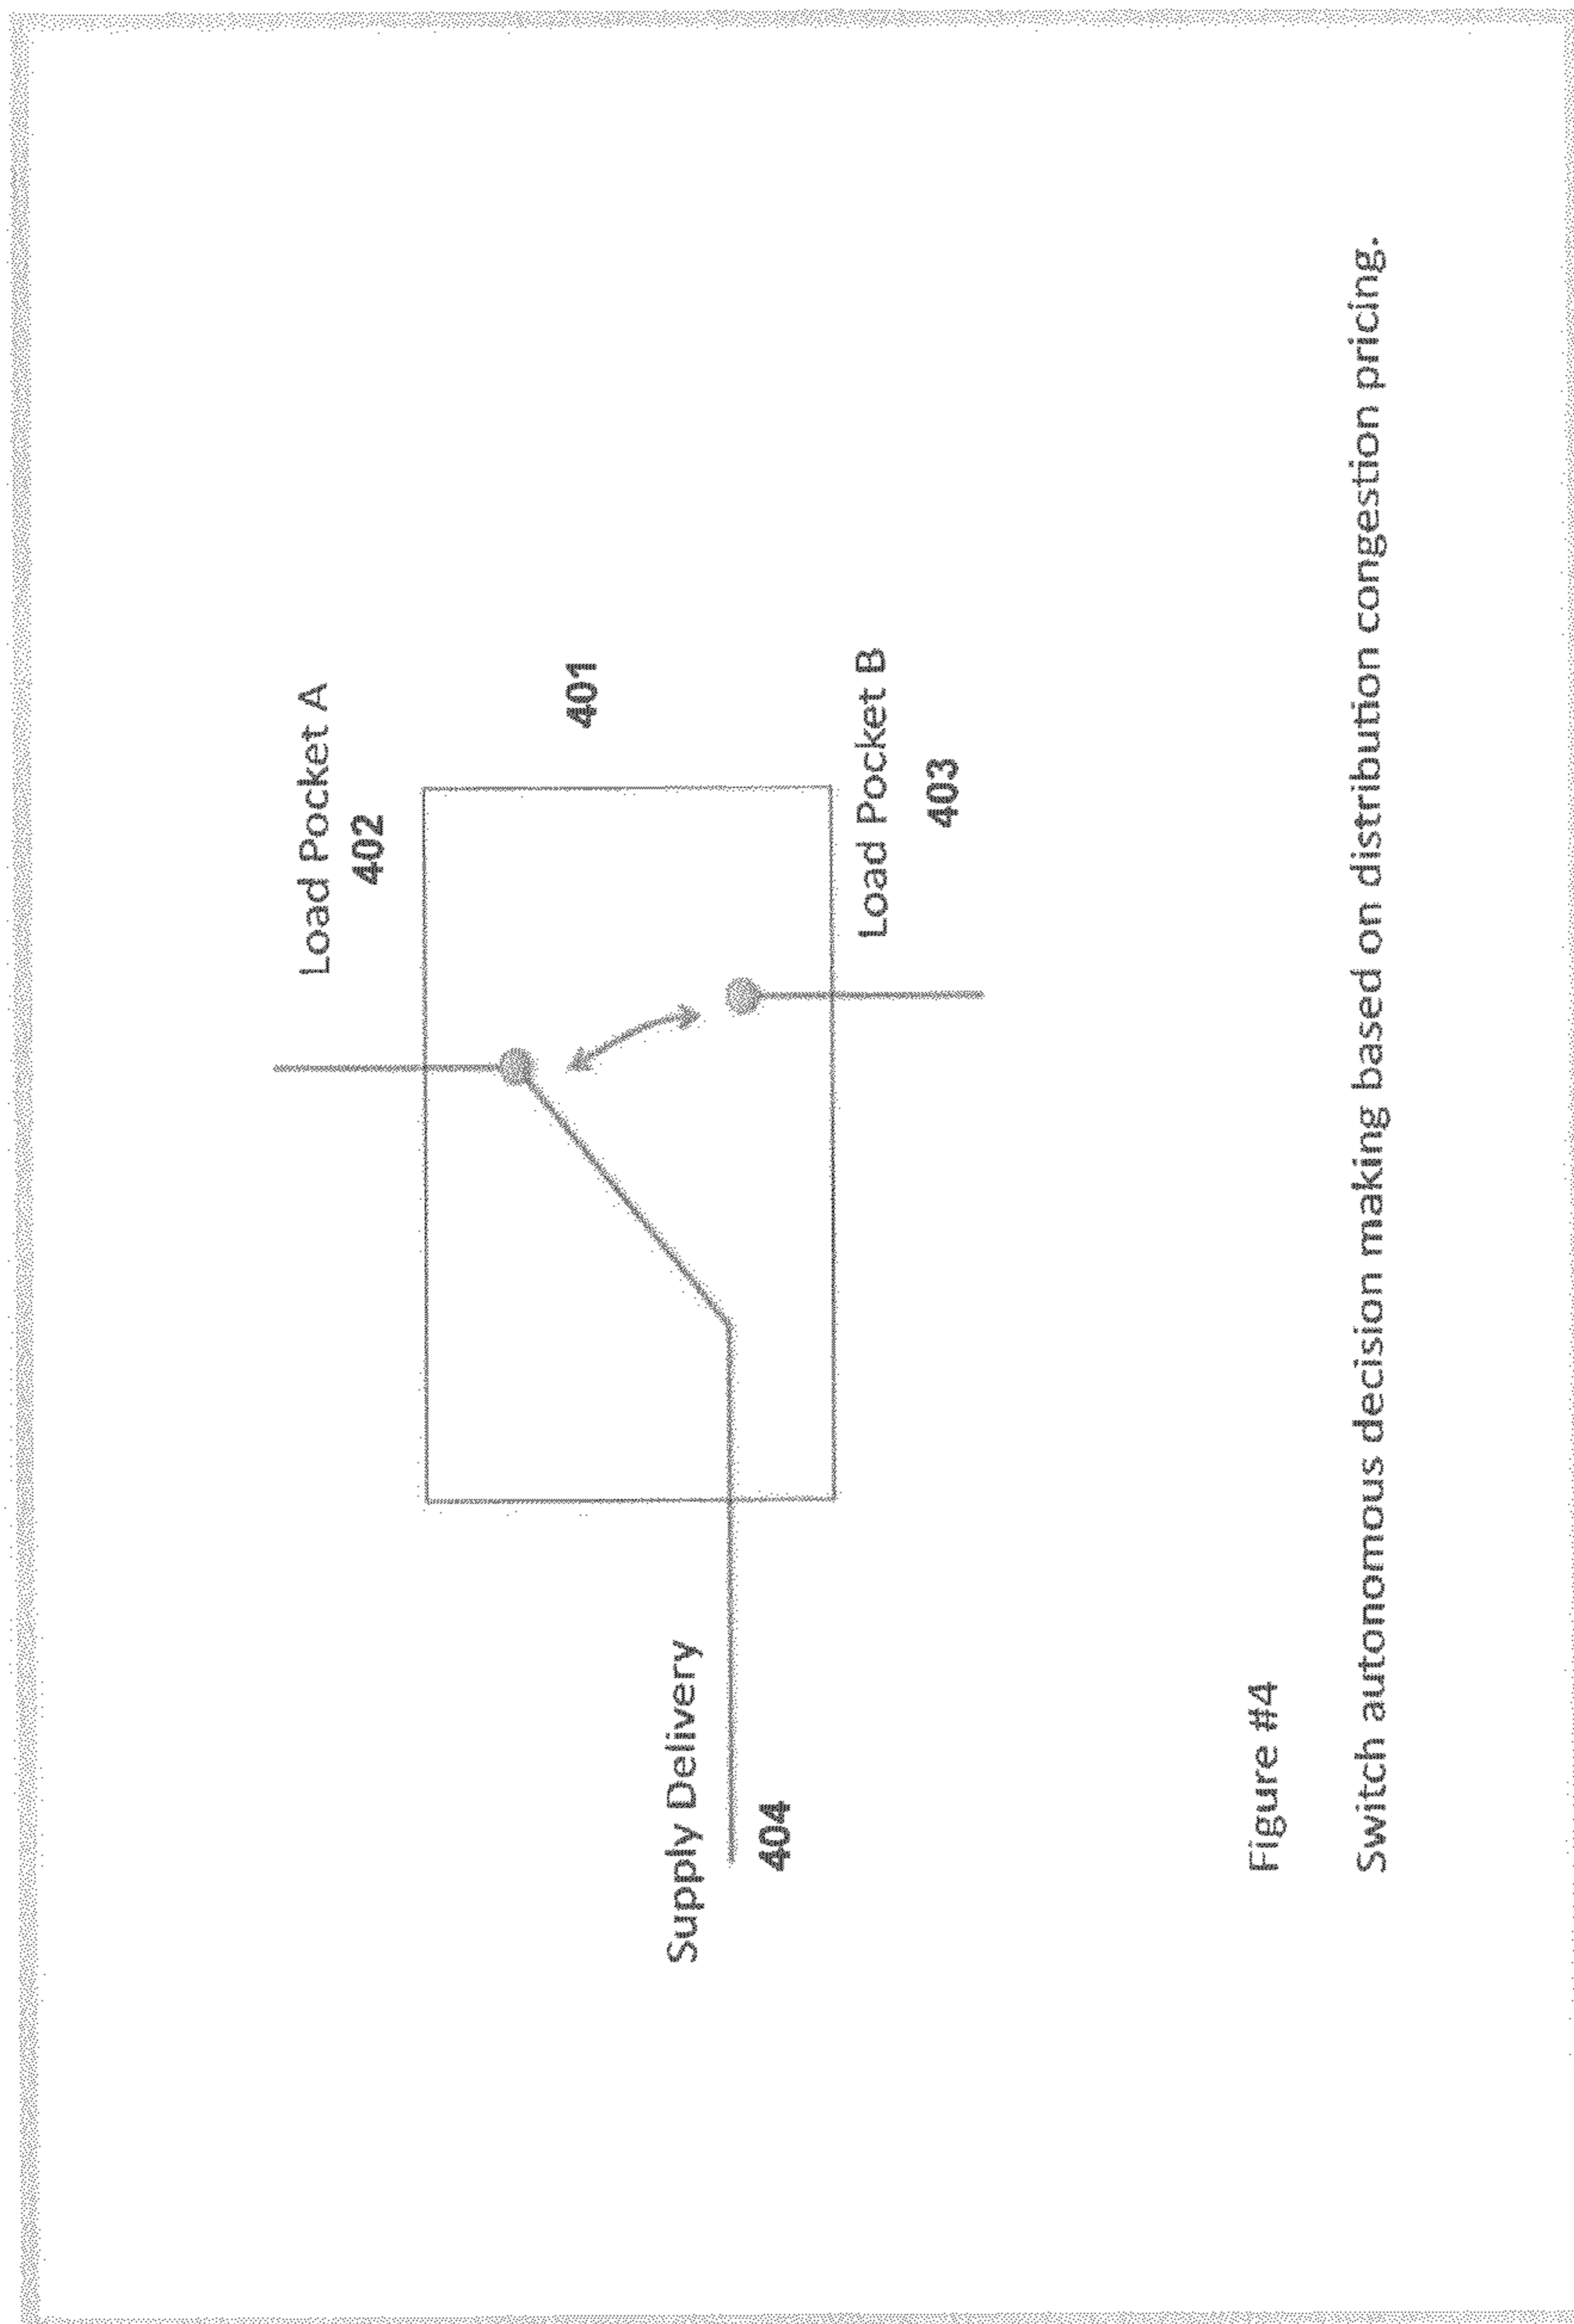 Load Pocket A
402
401
Supply Delivery
404
Load Pocket B
403
Figure #4
Switch autonomous decision making based on distribution congestion pricing.